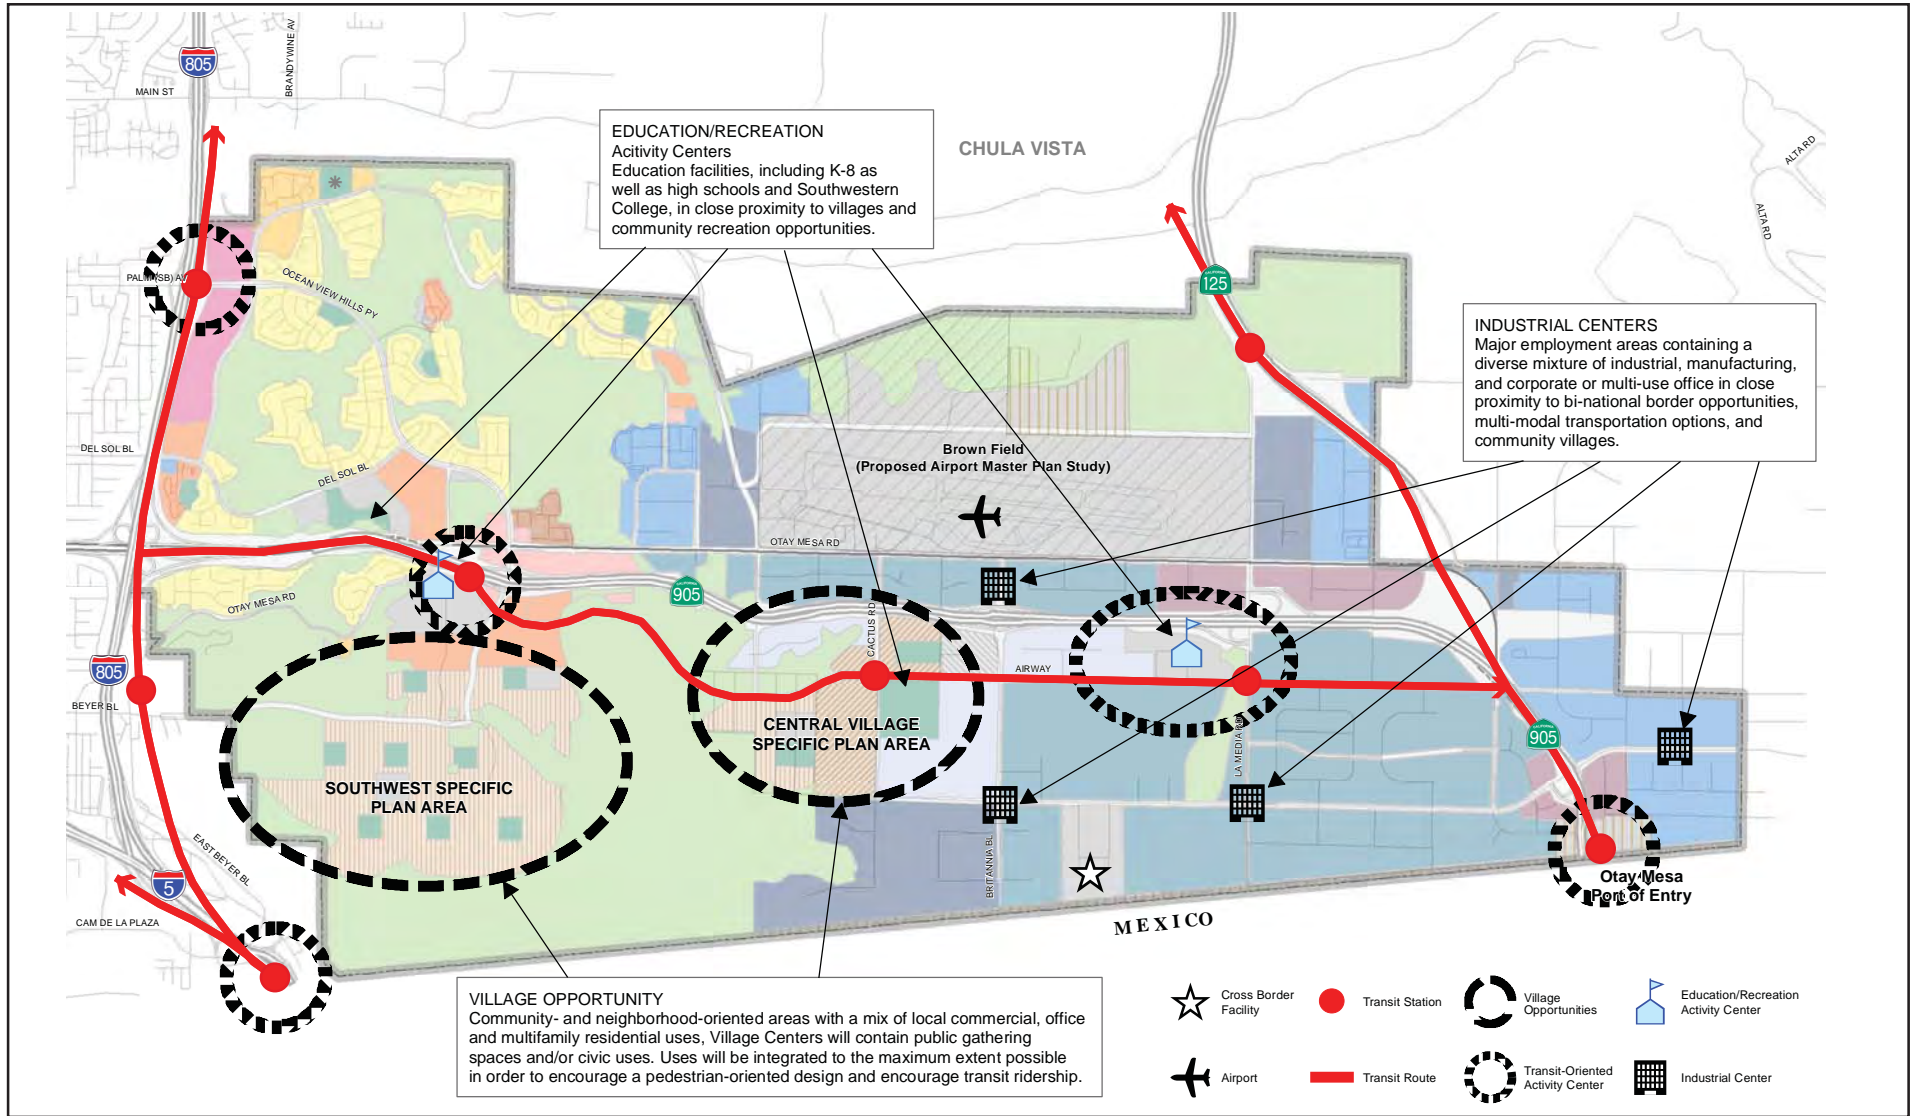 805
MAIN ST
BRANDYWINE AV
EDUCATION/RECREATION
Acitivity Centers
Education facilities, including K-8 as
well as high schools and Southwestern
College, in close proximity to villages and
community recreation opportunities.
CHULA VISTA
ALTA RD
ALTA RD
PALM (SB) AV
OCEAN VIEW HILLS PY
CALIFORNIA
125
INDUSTRIAL CENTERS
Major employment areas containing a
diverse mixture of industrial, manufacturing,
and corporate or multi-use office in close
proximity to bi-national border opportunities,
multi-modal transportation options, and
community villages.
DEL SOL BL
DEL SOL BL
Brown Field
(Proposed Airport Master Plan Study)
OTAY MESA RD
OTAY MESA RD
CALIFORNIA
905
CACTUS RD
AIRWAY
805
BEYER BL
CENTRAL VILLAGE
SPECIFIC PLAN AREA
LA MEDIA RD
CALIFORNIA
905
SOUTHWEST SPECIFIC
PLAN AREA
EAST BEYER BL
BRITANNIA BL
5
CAM DE LA PLAZA
Otay Mesa
Port of Entry
MEXICO
VILLAGE OPPORTUNITY
Community- and neighborhood-oriented areas with a mix of local commercial, office
and multifamily residential uses, Village Centers will contain public gathering
spaces and/or civic uses. Uses will be integrated to the maximum extent possible
in order to encourage a pedestrian-oriented design and encourage transit ridership.
Cross Border
Facility
Transit Station
Village
Opportunities
Education/Recreation
Activity Center
Airport
Transit Route
Transit-Oriented
Activity Center
Industrial Center